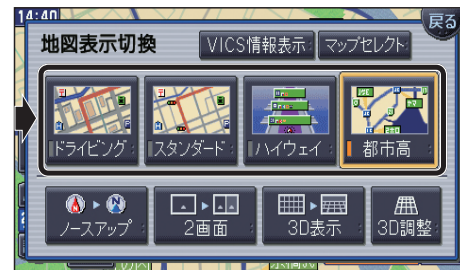 14:40
戻る
地図表示切換
VICS情報表示
マップセレクト
ドライビング
スタンダード
ハイウェイ
都市高
ノースアップ
2画面
3D表示
3D調整